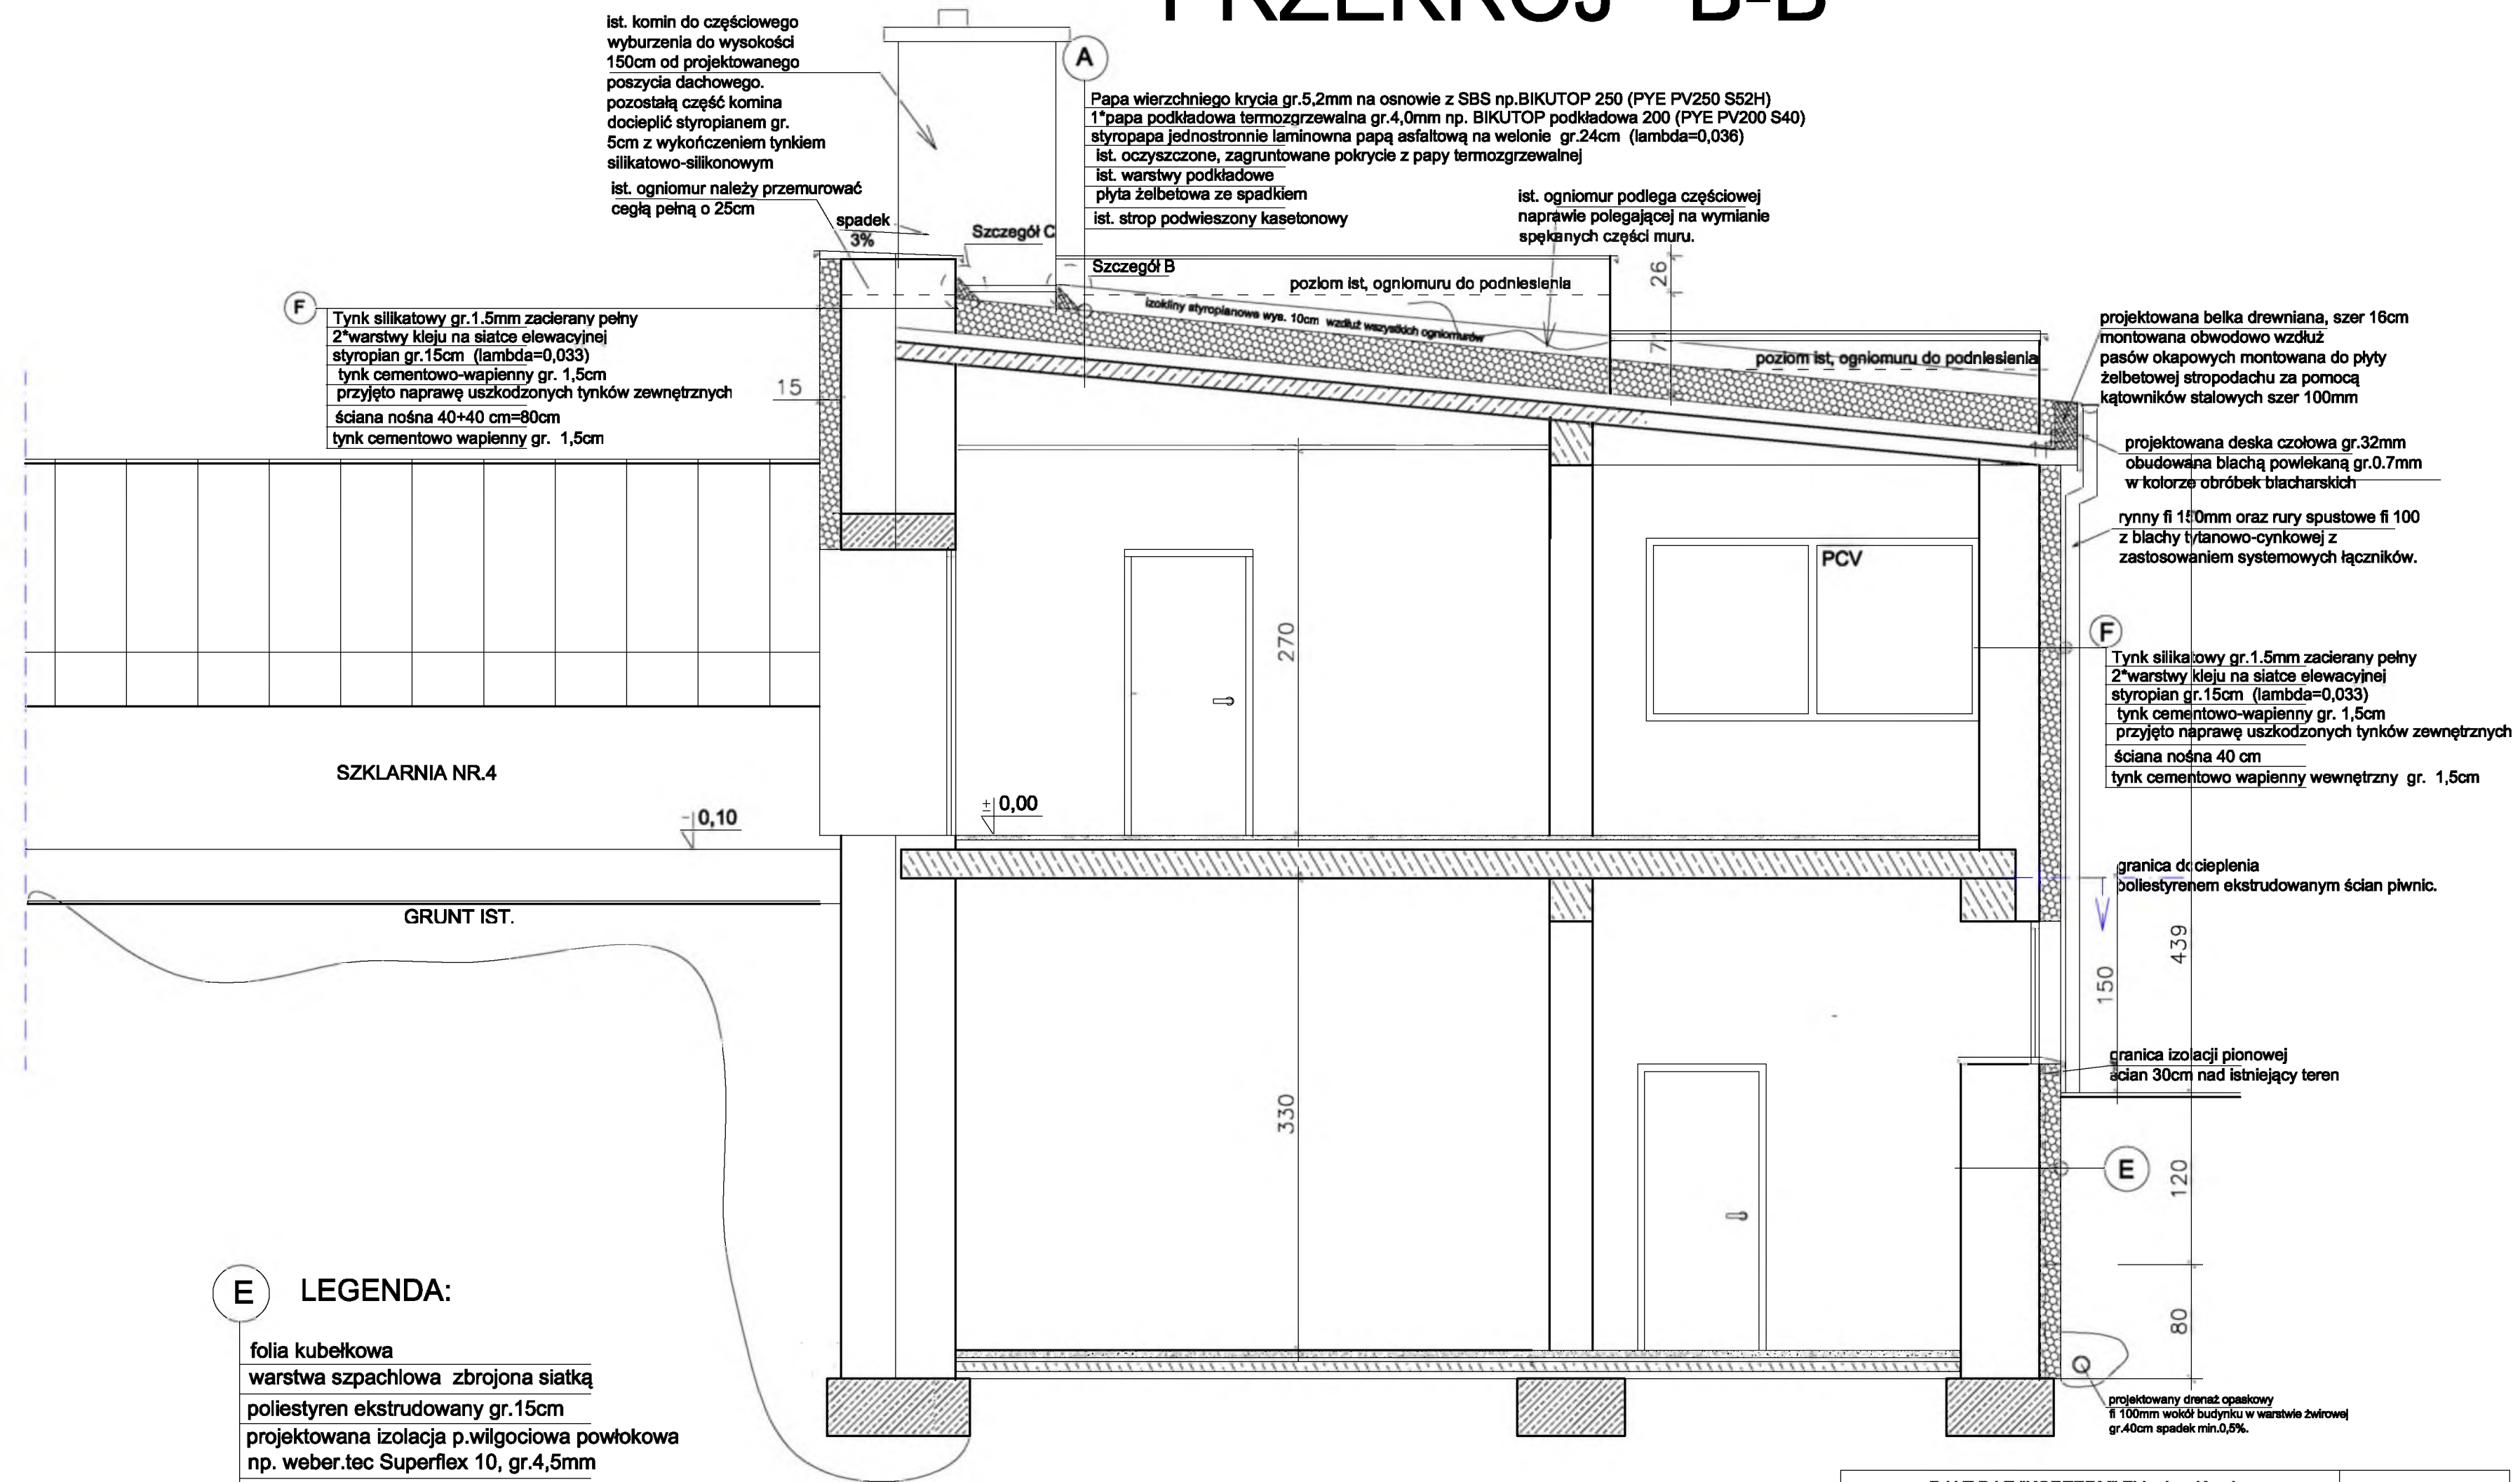 PRZEKRÓJ B-B
ist. komin do częściowego
wyburzenia do wysokości
150cm od projektowanego
poszycia dachowego.
pozostałą część komina
docieplić styropianem gr.
5cm z wykończeniem tynkiem
silikatowo-silikonowym
ist. ogniomur należy przemurować
cegłą pełną o 25cm
spadek
3%
A
Papa wierzchniego krycia gr.5,2mm na osnowie z SBS np.BIKUTOP 250 (PYE PV250 S52H)
1*papa podkładowa termozgrzewalna gr.4,0mm np. BIKUTOP podkładowa 200 (PYE PV200 S40)
styropapa jednostronnie laminowna papą asfaltową na welonie gr.24cm (lambda=0,036)
ist. oczyszczone, zagruntowane pokrycie z papy termozgrzewalnej
ist. warstwy podkładowe
płyta żelbetowa ze spadkiem
ist. strop podwieszony kasetonowy
Szczegół C
Szczegół B
ist. ogniomur podlega częściowej
naprawie polegającej na wymianie
spękanych części muru.
26
71
poziom ist, ogniomuru do podniesienia
izokliny styropianowe wys. 10cm wzdłuż wszystkich ogniomurów
poziom ist, ogniomuru do podniesienia
F
Tynk silikatowy gr.1.5mm zacierany pełny
2*warstwy kleju na siatce elewacyjnej
styropian gr.15cm (lambda=0,033)
tynk cementowo-wapienny gr. 1,5cm
przyjęto naprawę uszkodzonych tynków zewnętrznych
ściana nośna 40+40 cm=80cm
tynk cementowo wapienny gr. 1,5cm
15
projektowana belka drewniana, szer 16cm
montowana obwodowo wzdłuż
pasów okapowych montowana do płyty
żelbetowej stropodachu za pomocą
kątowników stalowych szer 100mm
projektowana deska czołowa gr.32mm
obudowana blachą powlekaną gr.0.7mm
w kolorze obróbek blacharskich
rynny fi 150mm oraz rury spustowe fi 100
z blachy tytanowo-cynkowej z
zastosowaniem systemowych łączników.
PCV
270
F
Tynk silikatowy gr.1.5mm zacierany pełny
2*warstwy kleju na siatce elewacyjnej
styropian gr.15cm (lambda=0,033)
tynk cementowo-wapienny gr. 1,5cm
przyjęto naprawę uszkodzonych tynków zewnętrznych
ściana nośna 40 cm
tynk cementowo wapienny wewnętrzny gr. 1,5cm
SZKLARNIA NR.4
-0,10
±0,00
GRUNT IST.
granica docieplenia
poliestyrenem ekstrudowanym ścian piwnic.
439
150
granica izolacji pionowej
ścian 30cm nad istniejący teren
330
E
120
80
projektowany drenaż opaskowy
fi 100mm wokół budynku w warstwie żwirowej
gr.40cm spadek min.0,5%.
E
LEGENDA:
folia kubełkowa
warstwa szpachlowa zbrojona siatką
poliestyren ekstrudowany gr.15cm
projektowana izolacja p.wilgociowa powłokowa
np. weber.tec Superflex 10, gr.4,5mm